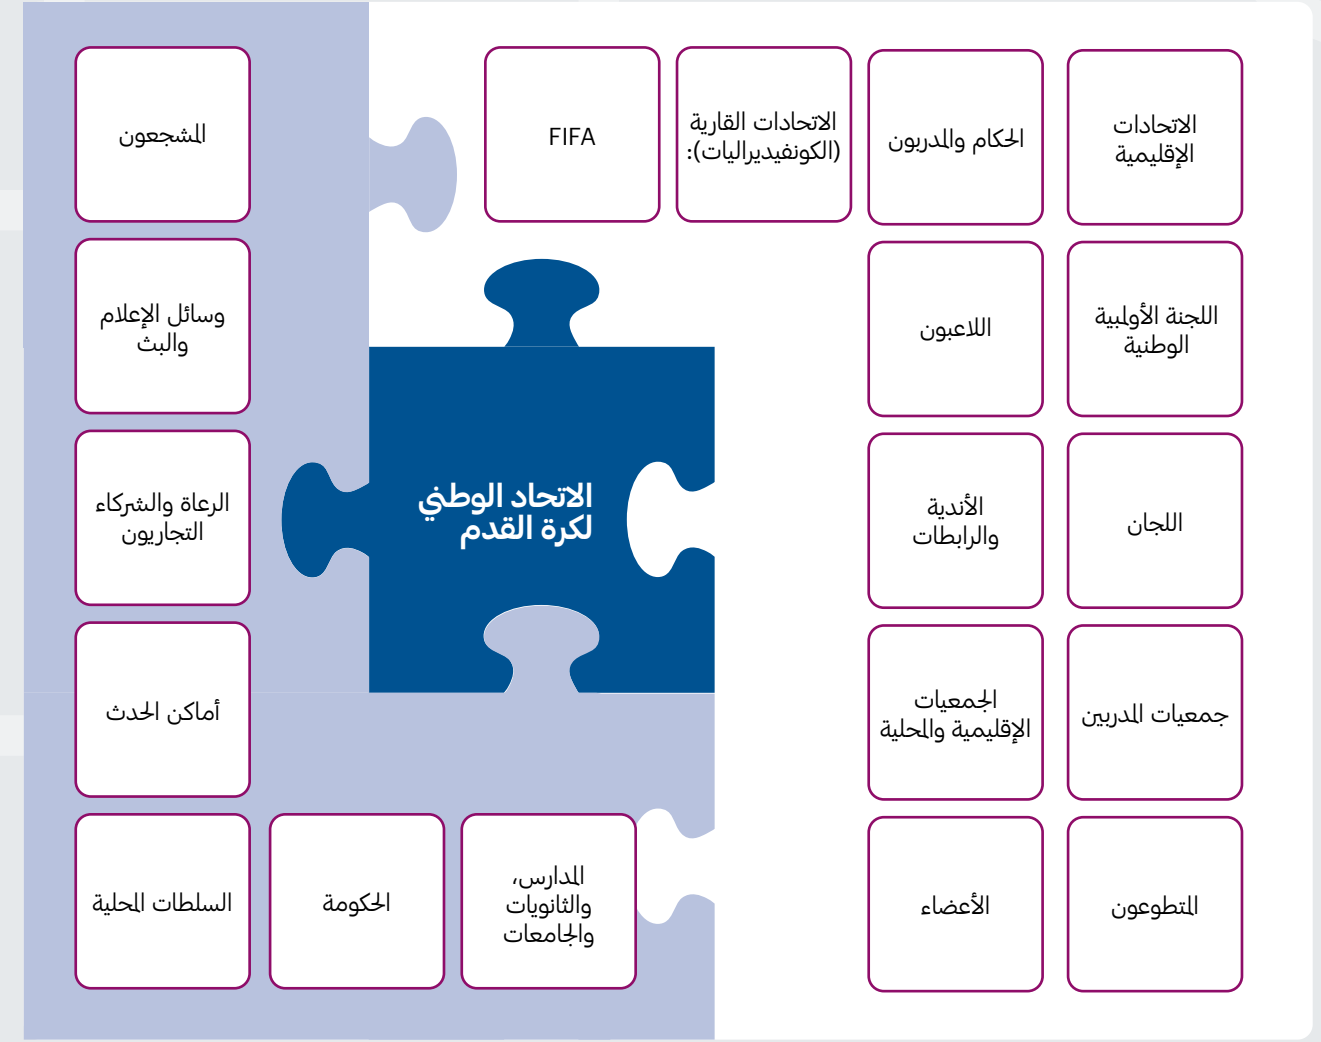 الاتحادات
الإقليمية
الحكام والمدربون
الاتحادات القارية
(الكونفيديراليات):
FIFA
المشجعون
اللجنة الأولمبية
الوطنية
اللاعبون
وسائل الإعلام
والبث
اللجان
الأندية
والرابطات
الاتحاد الوطني
لكرة القدم
الرعاة والشركاء
التجاريون
جمعيات المدربين
الجمعيات
الإقليمية والمحلية
أماكن الحدث
المتطوعون
الأعضاء
المدارس،
والثانويات
والجامعات
الحكومة
السلطات المحلية